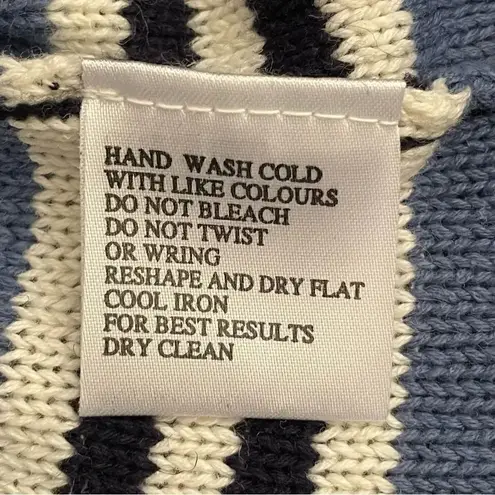 HAND WASH COLD
WITH LIKE COLOURS
DO NOT BLEACH
DO NOT TWIST
OR WRING
RESHAPE AND DRY FLAT
COOL IRON
FOR BEST RESULTS
DRY CLEAN